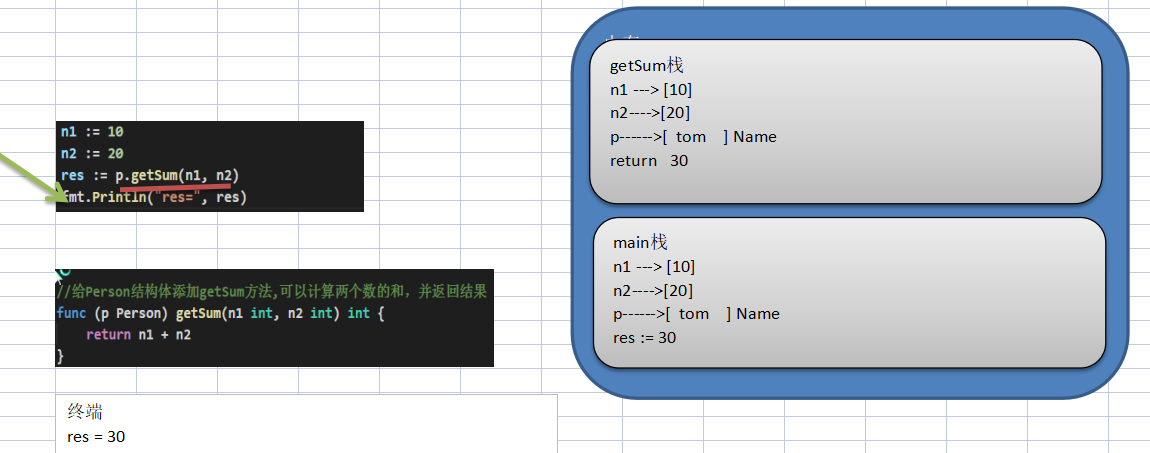 n1 := 10
n2 := 20
res := p.getSum(n1, n2)
fmt.Println("res=", res)
//给Person结构体添加getSum方法,可以计算两个数的和，并返回结果
func (p Person) getSum(n1 int, n2 int) int {
return n1 + n2
}
终端
res = 30
getSum栈
n1 ---> [10]
n2---->[20]
p------>[  tom    ] Name
return   30
main栈
n1 ---> [10]
n2---->[20]
p------>[  tom    ] Name
res := 30